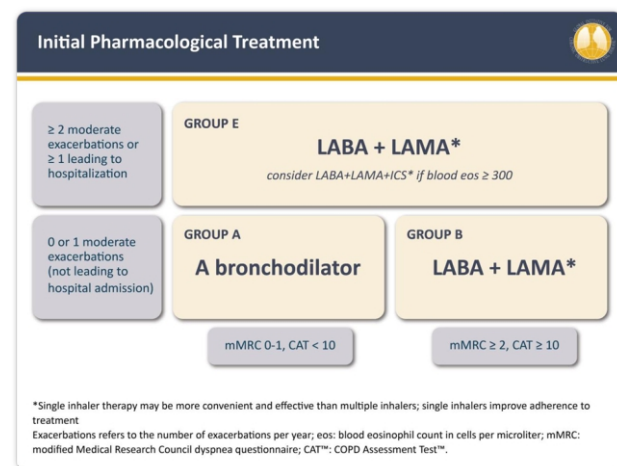 Initial Pharmacological Treatment
≥ 2 moderate
exacerbations or
≥ 1 leading to
hospitalization
GROUP E
LABA + LAMA*
consider LABA+LAMA+ICS* if blood eos ≥ 300
0 or 1 moderate
exacerbations
(not leading to
hospital admission)
GROUP A
A bronchodilator
GROUP B
LABA + LAMA*
mMRC 0-1, CAT < 10
mMRC ≥ 2, CAT ≥ 10
*Single inhaler therapy may be more convenient and effective than multiple inhalers; single inhalers improve adherence to
treatment
Exacerbations refers to the number of exacerbations per year; eos: blood eosinophil count in cells per microliter; mMRC:
modified Medical Research Council dyspnea questionnaire; CAT™: COPD Assessment Test™.